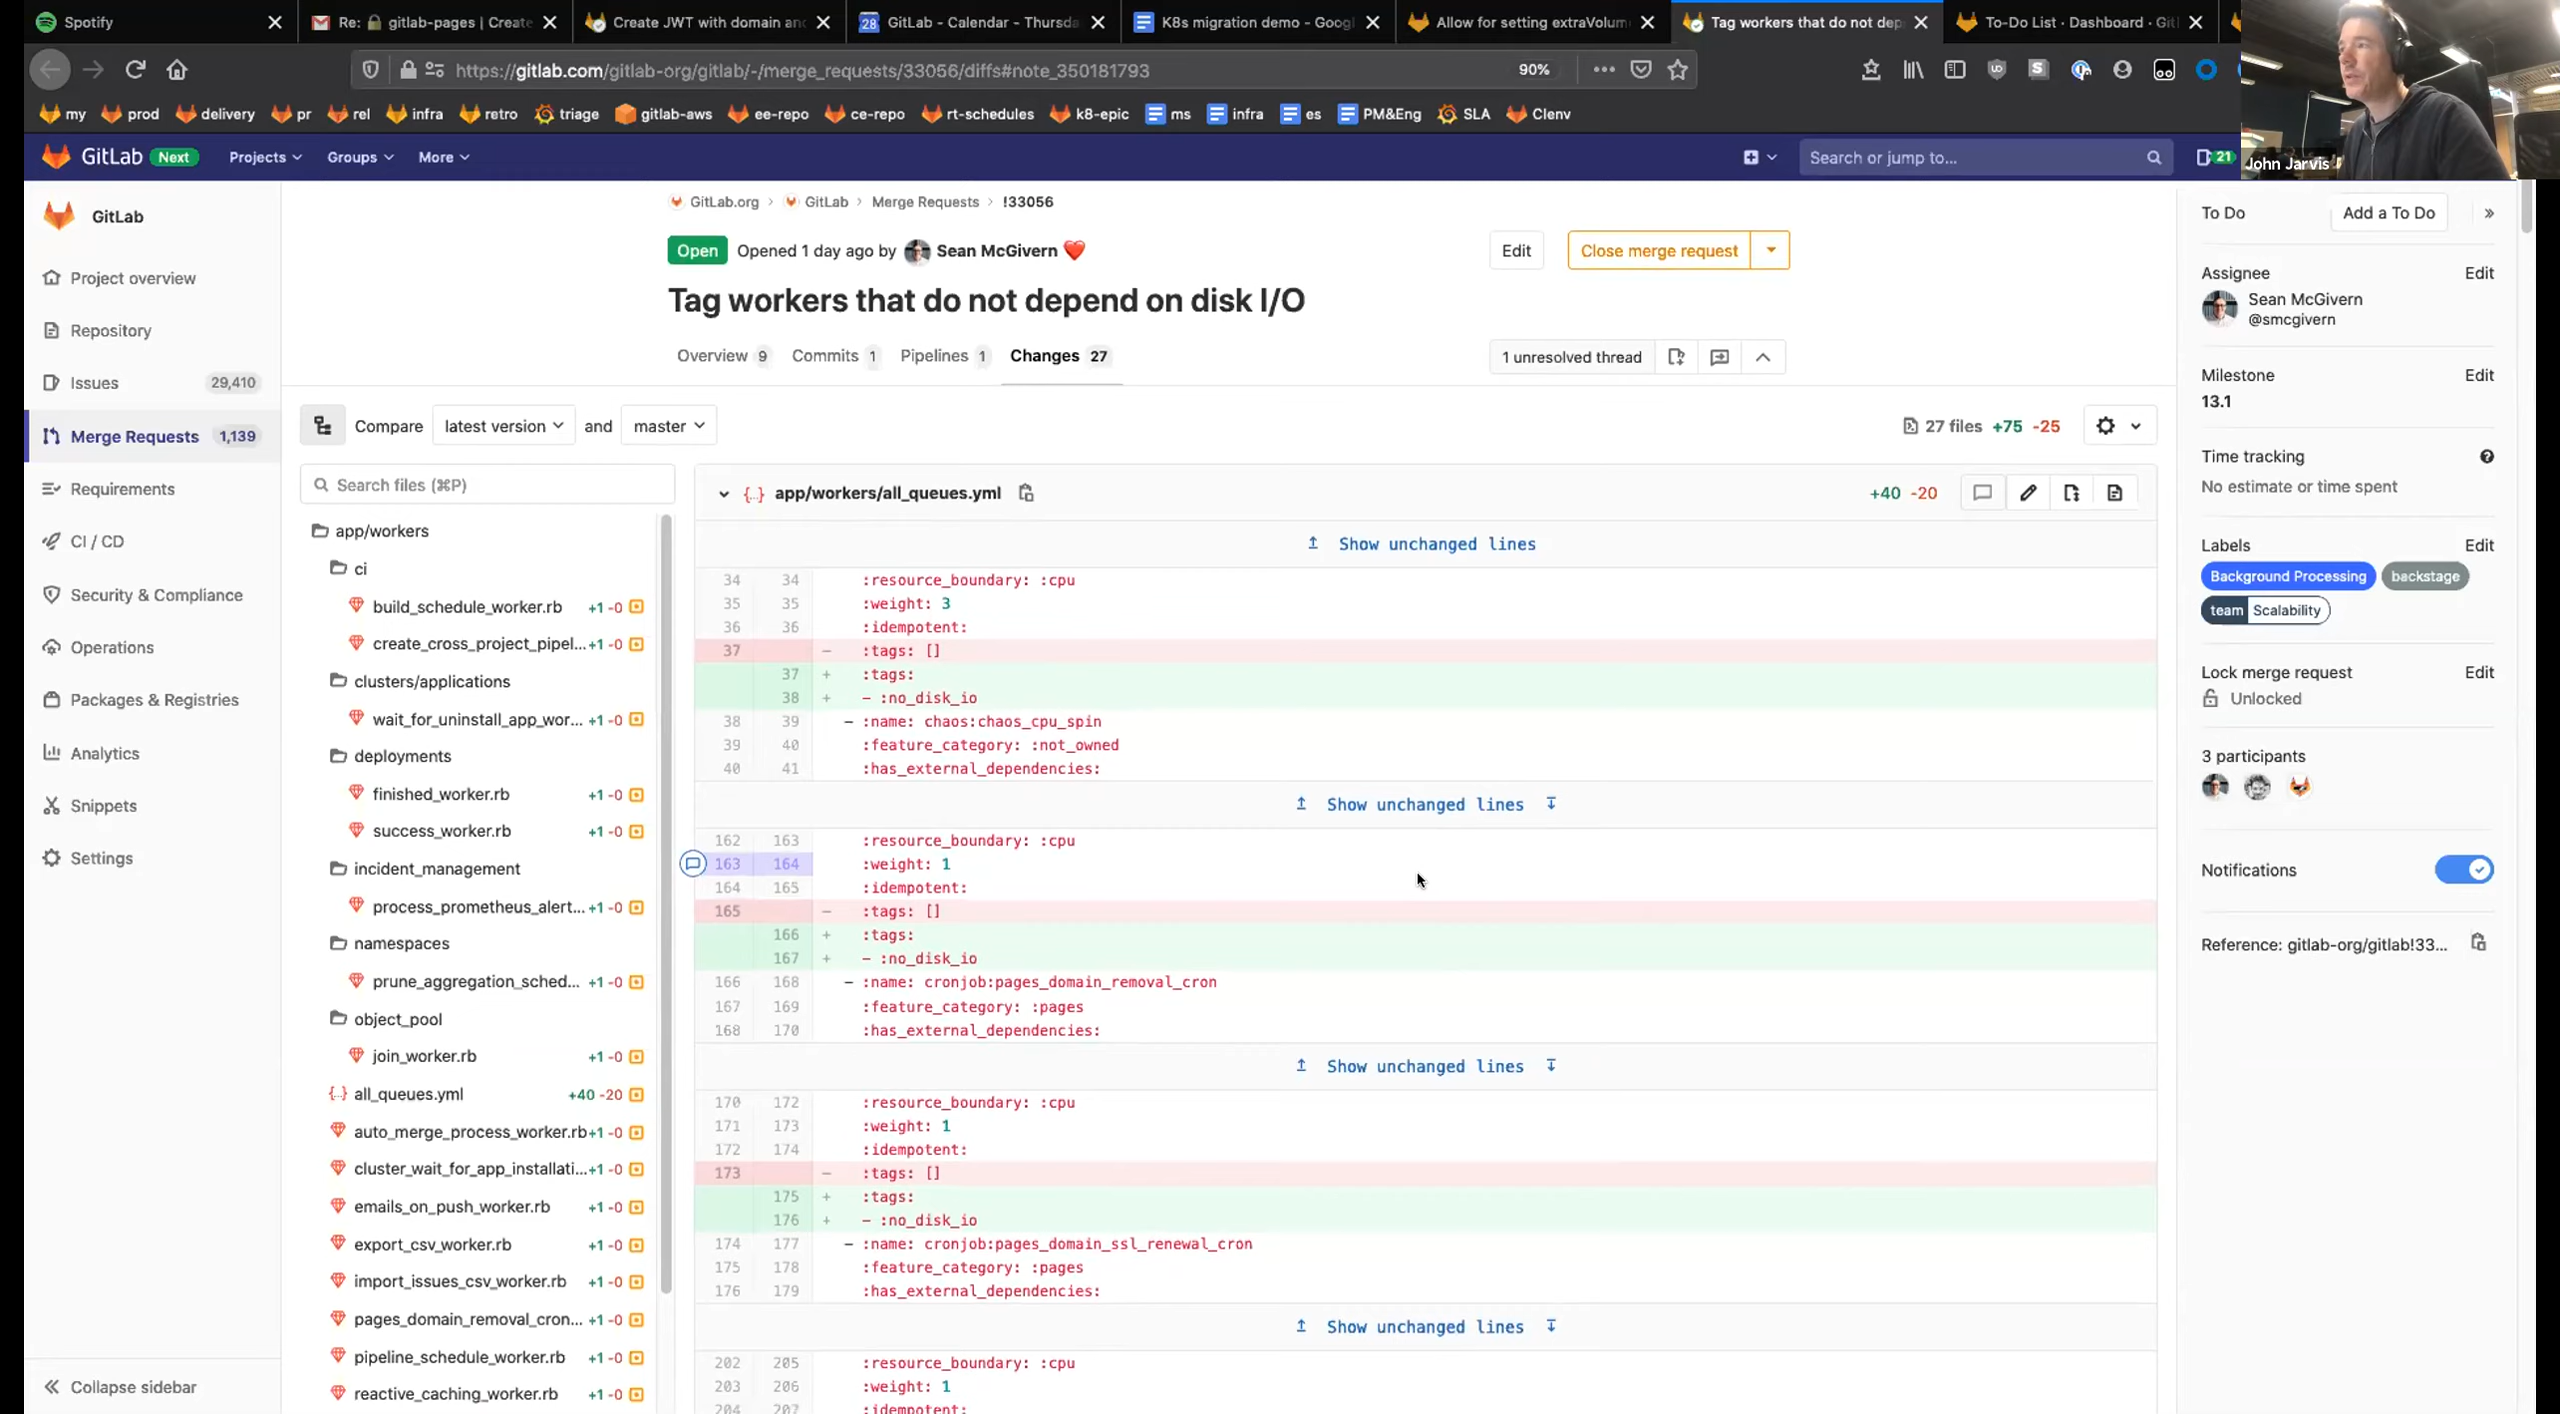 Spotify
Re: gitlab-pages | Create
Create JWT with domain an
GitLab - Calendar - Thursda
K8s migration demo - Goog
Allow for setting extraVolum
Tag workers that do not dep
To-Do List · Dashboard · Git
https://gitlab.com/gitlab-org/gitlab/-/merge_requests/33056/diffs#note_350181793
90%
my prod delivery pr rel infra retro triage gitlab-aws ee-repo ce-repo rt-schedules k8-epic ms infra es PM&Eng SLA Clenv
GitLab Next Projects Groups More
Search or jump to...
21
John Jarvis
GitLab
Project overview
Repository
Issues 29,410
Merge Requests 1,139
Requirements
CI / CD
Security & Compliance
Operations
Packages & Registries
Analytics
Snippets
Settings
Collapse sidebar
GitLab.org > GitLab > Merge Requests > !33056
Open Opened 1 day ago by Sean McGivern
Edit
Close merge request
Tag workers that do not depend on disk I/O
Overview 9 Commits 1 Pipelines 1 Changes 27
1 unresolved thread
Compare latest version and master
27 files +75 -25
Search files (⌘P)
app/workers
ci
build_schedule_worker.rb +1 -0
create_cross_project_pipel... +1 -0
clusters/applications
wait_for_uninstall_app_wor... +1 -0
deployments
finished_worker.rb +1 -0
success_worker.rb +1 -0
incident_management
process_prometheus_alert... +1 -0
namespaces
prune_aggregation_sched... +1 -0
object_pool
join_worker.rb +1 -0
all_queues.yml +40 -20
auto_merge_process_worker.rb +1 -0
cluster_wait_for_app_installati... +1 -0
emails_on_push_worker.rb +1 -0
export_csv_worker.rb +1 -0
import_issues_csv_worker.rb +1 -0
pages_domain_removal_cron... +1 -0
pipeline_schedule_worker.rb +1 -0
reactive_caching_worker.rb +1 -0
{...} app/workers/all_queues.yml
+40 -20
Show unchanged lines
34 34 :resource_boundary: :cpu
35 35 :weight: 3
36 36 :idempotent:
37 - :tags: []
37 + :tags:
38 + - :no_disk_io
38 39 - :name: chaos:chaos_cpu_spin
39 40 :feature_category: :not_owned
40 41 :has_external_dependencies:
Show unchanged lines
162 163 :resource_boundary: :cpu
163 164 :weight: 1
164 165 :idempotent:
165 - :tags: []
166 + :tags:
167 + - :no_disk_io
166 168 - :name: cronjob:pages_domain_removal_cron
167 169 :feature_category: :pages
168 170 :has_external_dependencies:
Show unchanged lines
170 172 :resource_boundary: :cpu
171 173 :weight: 1
172 174 :idempotent:
173 - :tags: []
175 + :tags:
176 + - :no_disk_io
174 177 - :name: cronjob:pages_domain_ssl_renewal_cron
175 178 :feature_category: :pages
176 179 :has_external_dependencies:
Show unchanged lines
202 205 :resource_boundary: :cpu
203 206 :weight: 1
204 207 :idempotent:
To Do
Add a To Do
Assignee Edit
Sean McGivern
@smcgivern
Milestone Edit
13.1
Time tracking
No estimate or time spent
Labels Edit
Background Processing backstage
team Scalability
Lock merge request Edit
Unlocked
3 participants
Notifications
Reference: gitlab-org/gitlab!33...